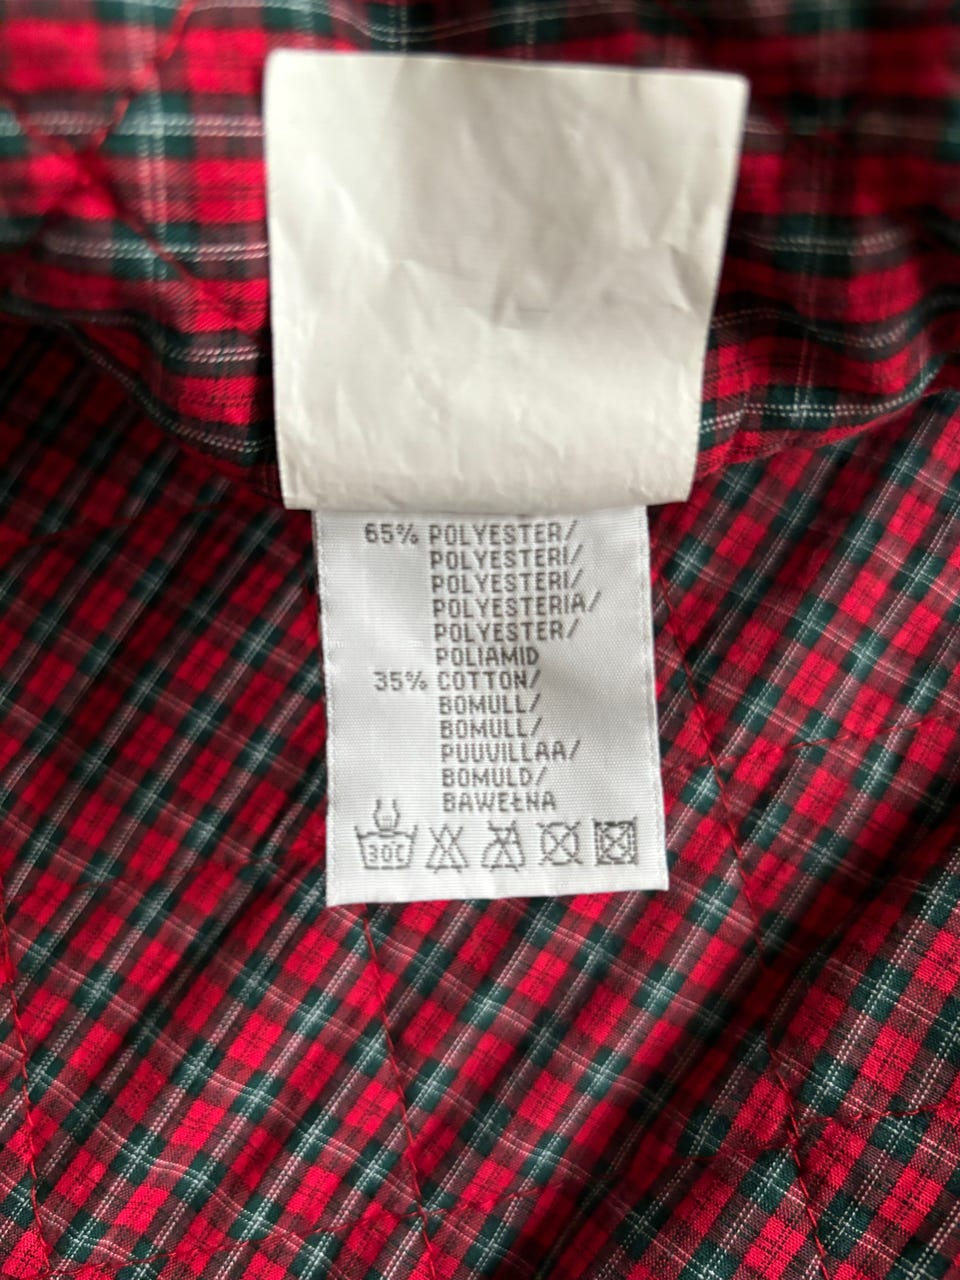 65% POLYESTER/
POLYESTERI/
POLYESTERI/
POLYESTERIA/
POLYESTER/
POLIAMID
35% COTTON/
BOMULL/
BOMULL/
PUUVILLAA/
BOMULD/
BAWEŁNA
30C